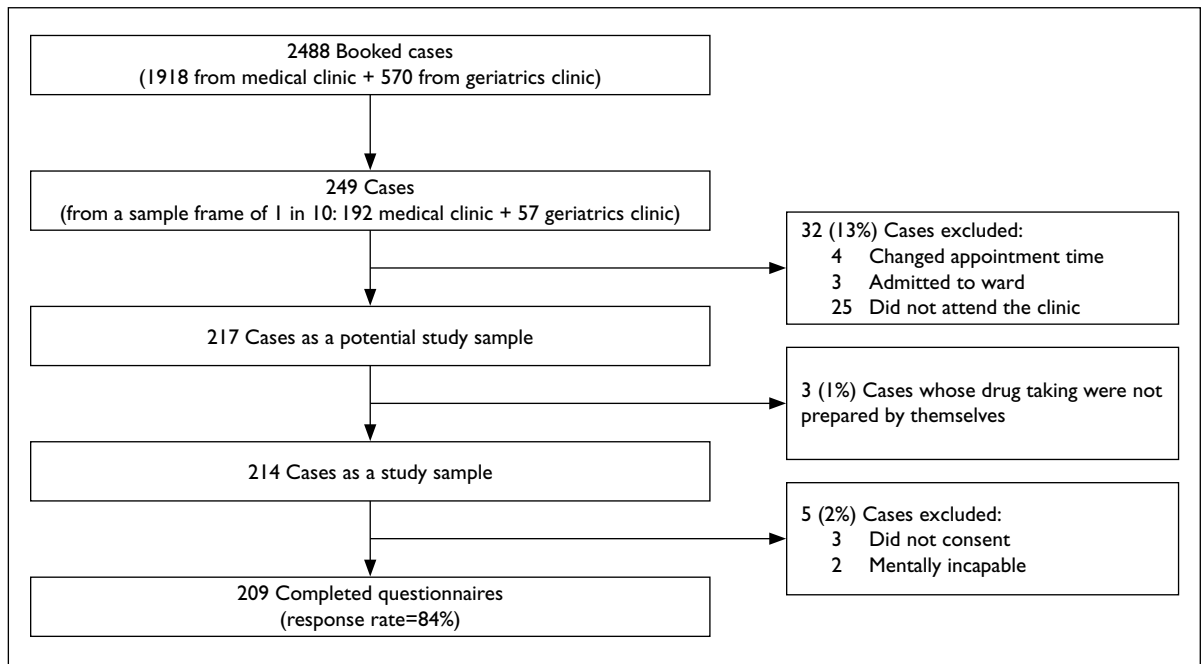 2488 Booked cases
(1918 from medical clinic + 570 from geriatrics clinic)
249 Cases
(from a sample frame of 1 in 10: 192 medical clinic + 57 geriatrics clinic)
32 (13%) Cases excluded:
4 Changed appointment time
3 Admitted to ward
25 Did not attend the clinic
217 Cases as a potential study sample
3 (1%) Cases whose drug taking were not
prepared by themselves
214 Cases as a study sample
5 (2%) Cases excluded:
3 Did not consent
2 Mentally incapable
209 Completed questionnaires
(response rate=84%)